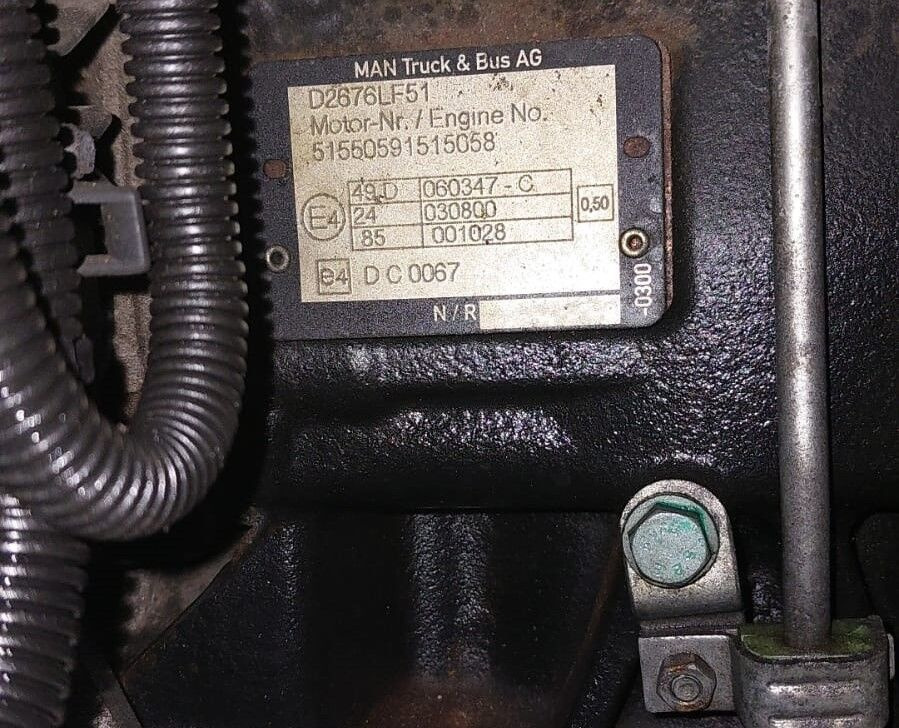 MAN Truck & Bus AG
D2676LF51
Motor-Nr. / Engine No.
51550591515058
E4
49 D 060347 - C
24 030800
85 001028
0,50
e4 D C 0067
N / R
-0300